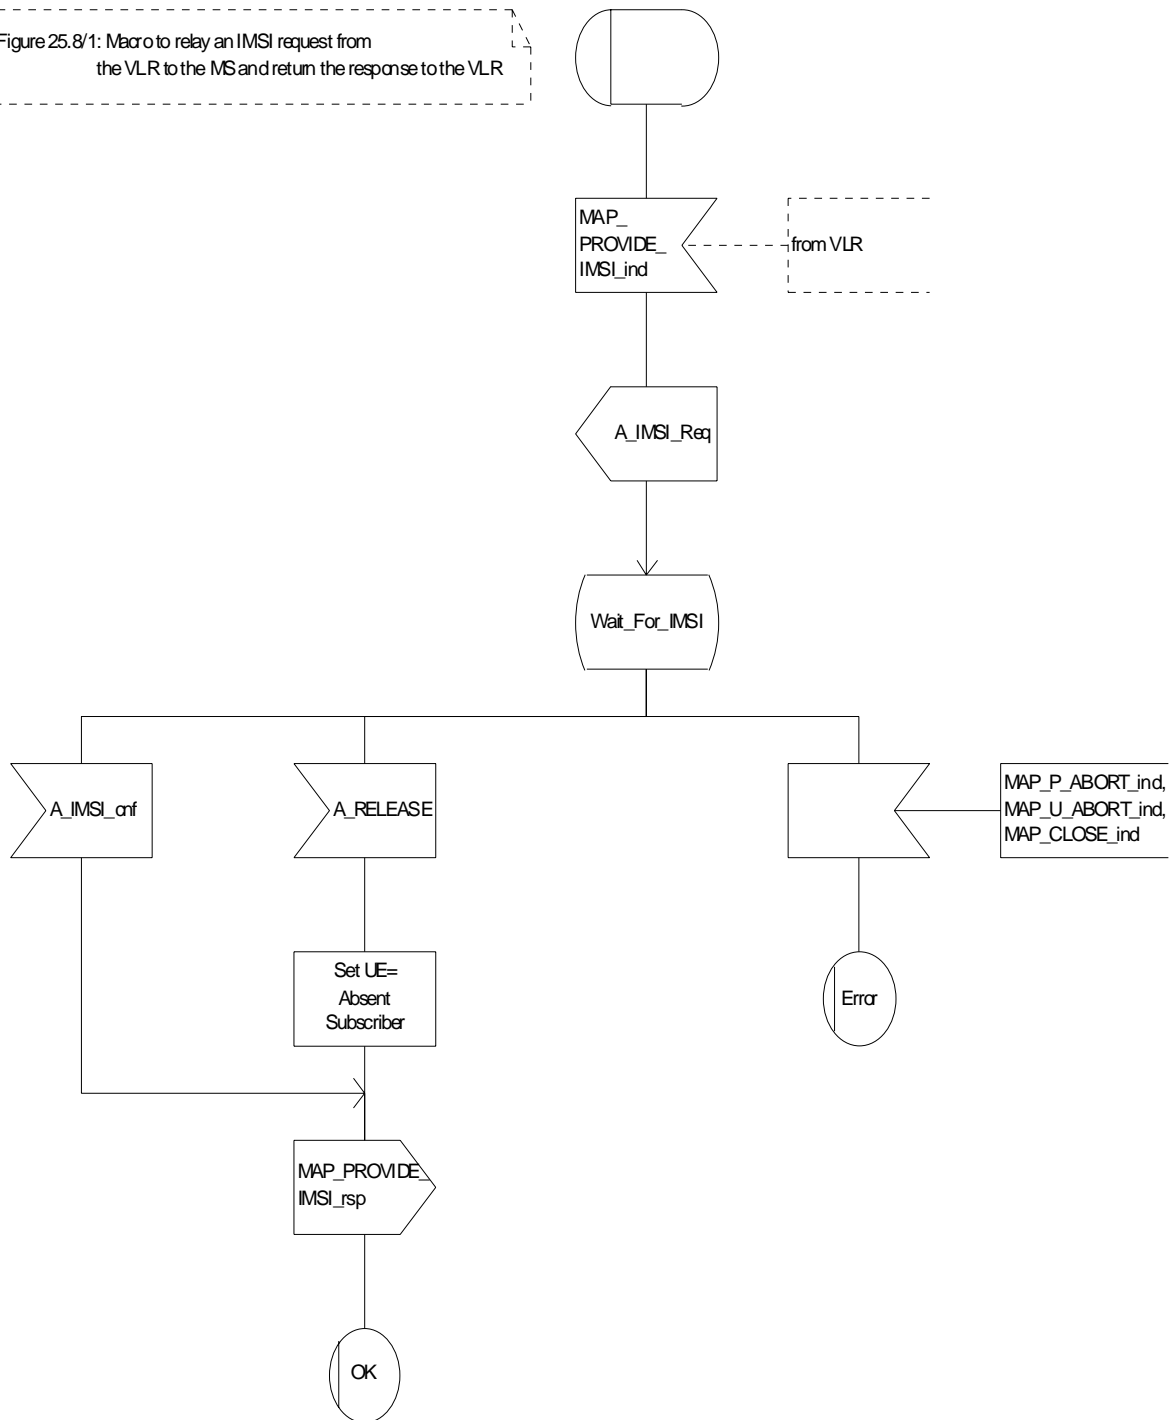 Figure 25.8/1: Macro to relay an IMSI request from
the VLR to the MS and return the response to the VLR
MAP_
PROVIDE_
IMSI_ind
from VLR
A_IMSI_Req
Wait_For_IMSI
A_IMSI_cnf
A_RELEASE
MAP_P_ABORT_ind,
MAP_U_ABORT_ind,
MAP_CLOSE_ind
Set UE=
Absent
Subscriber
Error
MAP_PROVIDE_
IMSI_rsp
OK